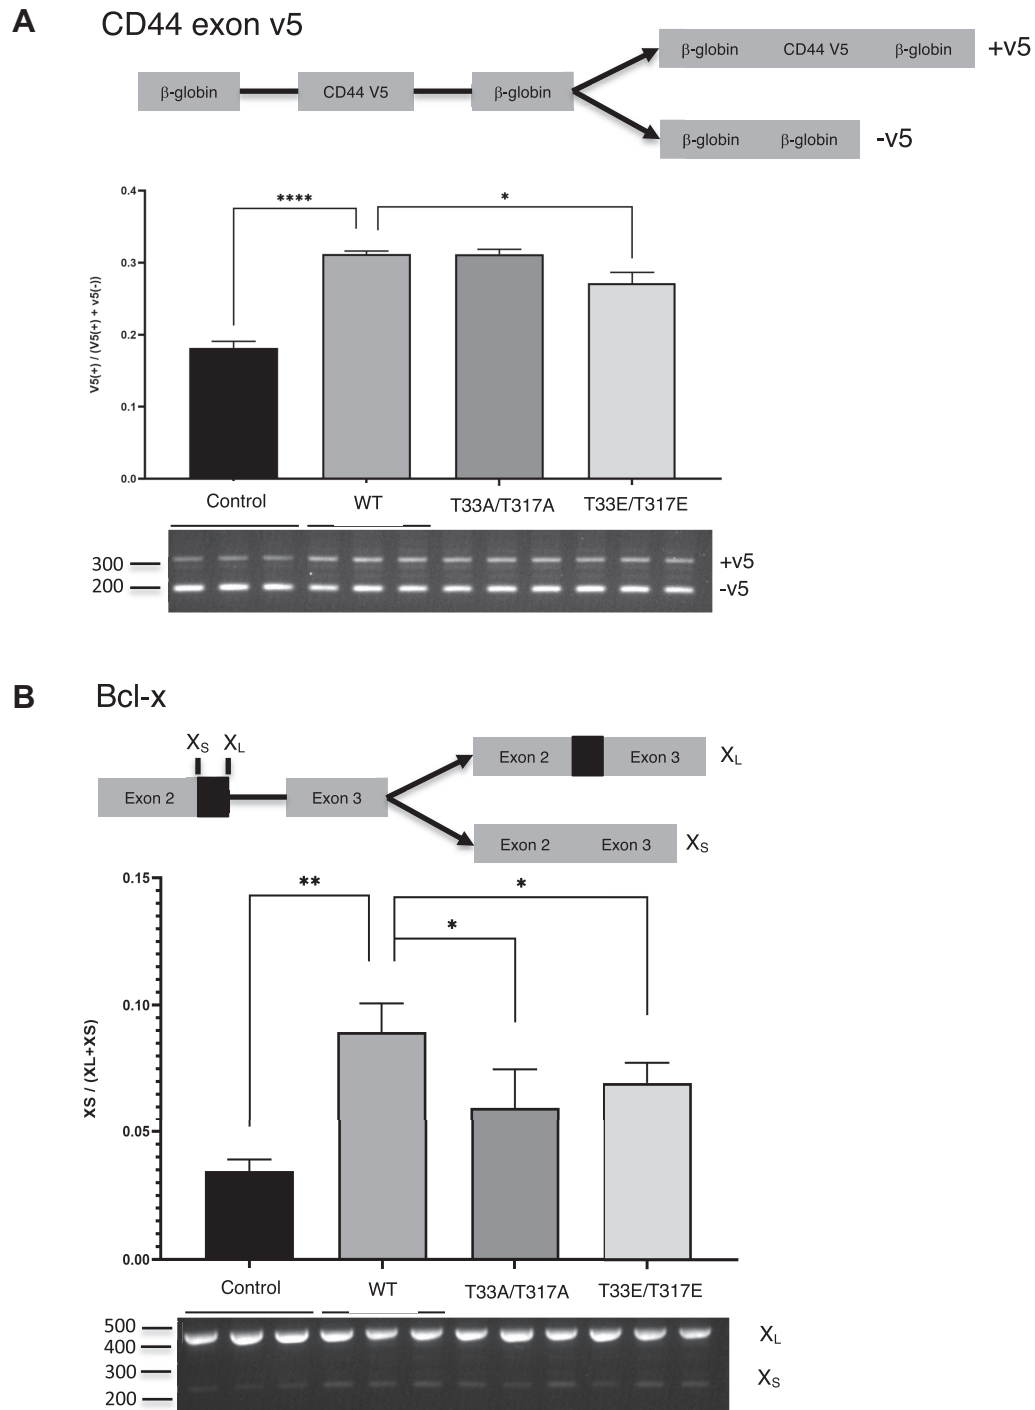 A CD44 exon v5
β-globin CD44 V5 β-globin +v5
β-globin CD44 V5 β-globin
β-globin β-globin -v5
0.4
**** *
0.3
0.2
0.1
0.0
V5(+) / (V5(+) + v5(-))
Control WT T33A/T317A T33E/T317E
300 +v5
200 -v5
B Bcl-x
XS XL
Exon 2 Exon 3 XL
Exon 2 Exon 3
Exon 2 Exon 3 XS
0.15
** *
*
0.10
0.05
0.00
XS / (XL+XS)
Control WT T33A/T317A T33E/T317E
500 XL
400
300 XS
200